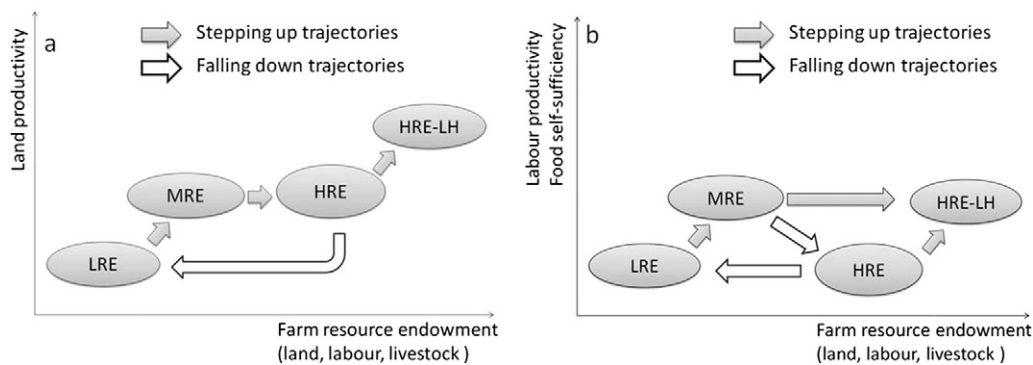 a
Land productivity
Stepping up trajectories
Falling down trajectories
HRE-LH
MRE
HRE
LRE
Farm resource endowment
(land, labour, livestock )
b
Labour productivity
Food self-sufficiency
Stepping up trajectories
Falling down trajectories
MRE
HRE-LH
LRE
HRE
Farm resource endowment
(land, labour, livestock )